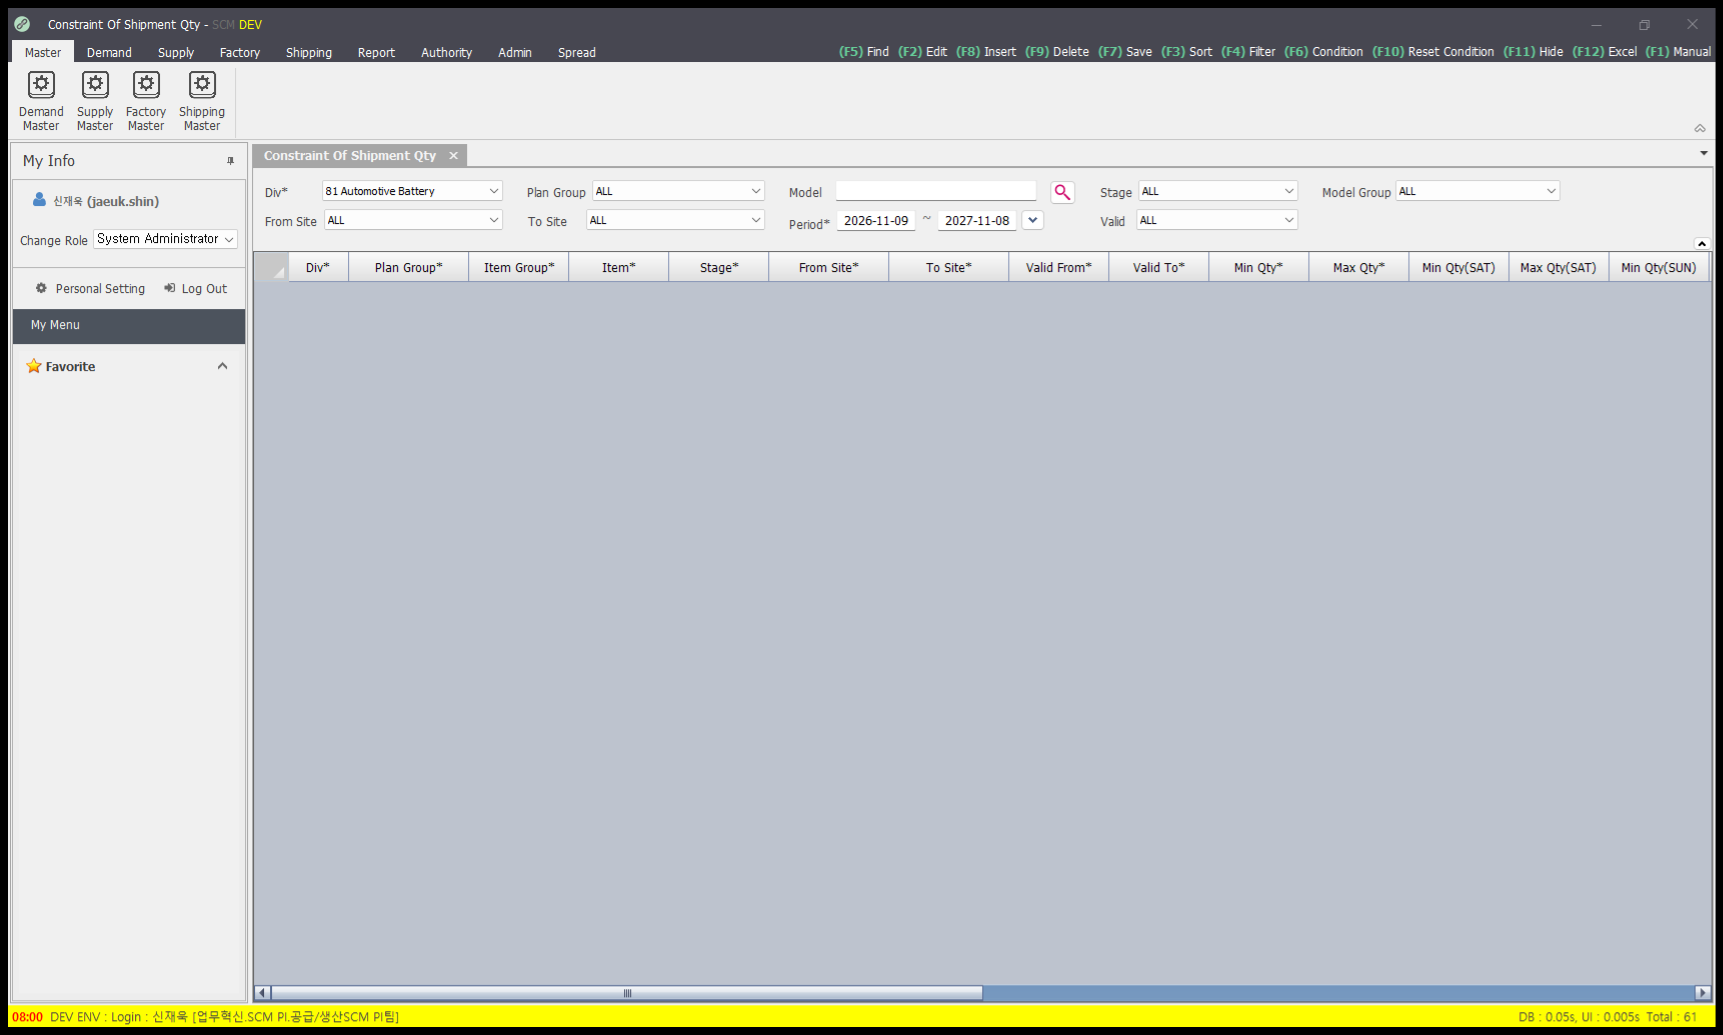 Constraint Of Shipment Qty - SCM DEV
Master Demand Supply Factory Shipping Report Authority Admin Spread (F5) Find (F2) Edit (F8) Insert (F9) Delete (F7) Save (F3) Sort (F4) Filter (F6) Condition (F10) Reset Condition (F11) Hide (F12) Excel (F1) Manual
Demand Master Supply Master Factory Master Shipping Master
My Info
신재욱 (jaeuk.shin)
Change Role System Administrator
Personal Setting Log Out
My Menu
Favorite
Constraint Of Shipment Qty
Div* 81 Automotive Battery Plan Group ALL Model Stage ALL Model Group ALL
From Site ALL To Site ALL Period* 2026-11-09 ~ 2027-11-08 Valid ALL
Div* Plan Group* Item Group* Item* Stage* From Site* To Site* Valid From* Valid To* Min Qty* Max Qty* Min Qty(SAT) Max Qty(SAT) Min Qty(SUN)
08:00 DEV ENV : Login : 신재욱 [업무혁신.SCM PI.공급/생산SCM PI팀] DB : 0.05s, UI : 0.005s Total : 61